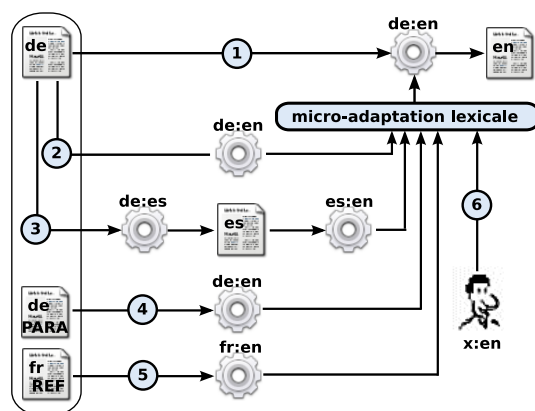 de:en
de
1
en
micro-adaptation lexicale
de:en
2
de:es
es:en
es
3
6
de:en
de
PARA
4
x:en
fr:en
fr
REF
5